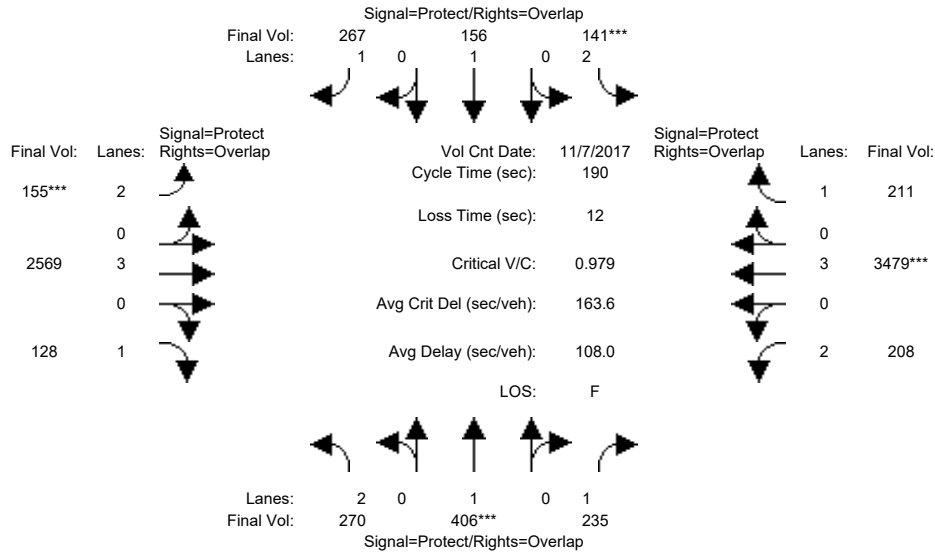 Signal=Protect/Rights=Overlap
Final Vol: 267 156 141***
Lanes: 1 0 1 0 2
Signal=Protect Signal=Protect
Final Vol: Lanes: Rights=Overlap Vol Cnt Date: 11/7/2017 Rights=Overlap Lanes: Final Vol:
Cycle Time (sec): 190
155*** 2 1 211
Loss Time (sec): 12
0 0
2569 3 Critical V/C: 0.979 3 3479***
0 Avg Crit Del (sec/veh): 163.6 0
128 1 Avg Delay (sec/veh): 108.0 2 208
LOS: F
Lanes: 2 0 1 0 1
Final Vol: 270 406*** 235
Signal=Protect/Rights=Overlap